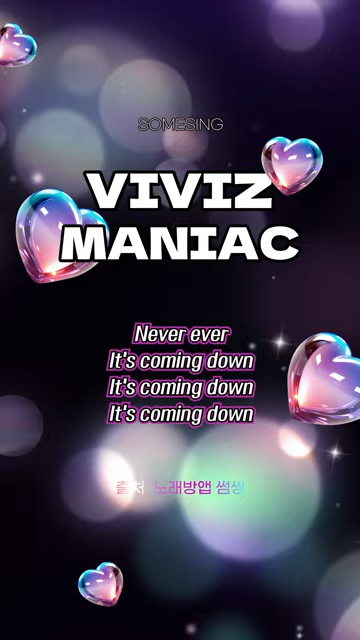 SOMESING
VIVIZ
MANIAC
Never ever
It's coming down
It's coming down
It's coming down
출처: 노래방앱 썸씽